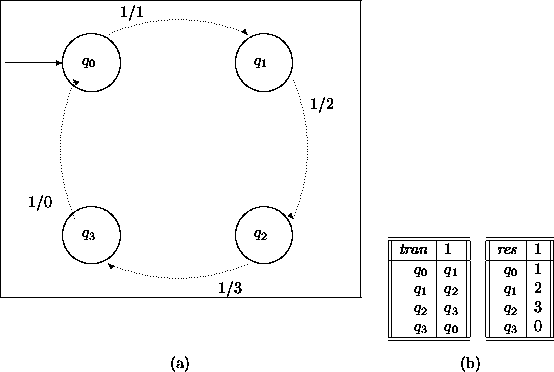 1/1
q0
q1
1/2
1/0
q3
q2
1/3
tran 1
q0 q1
q1 q2
q2 q3
q3 q0
res 1
q0 1
q1 2
q2 3
q3 0
(a)
(b)